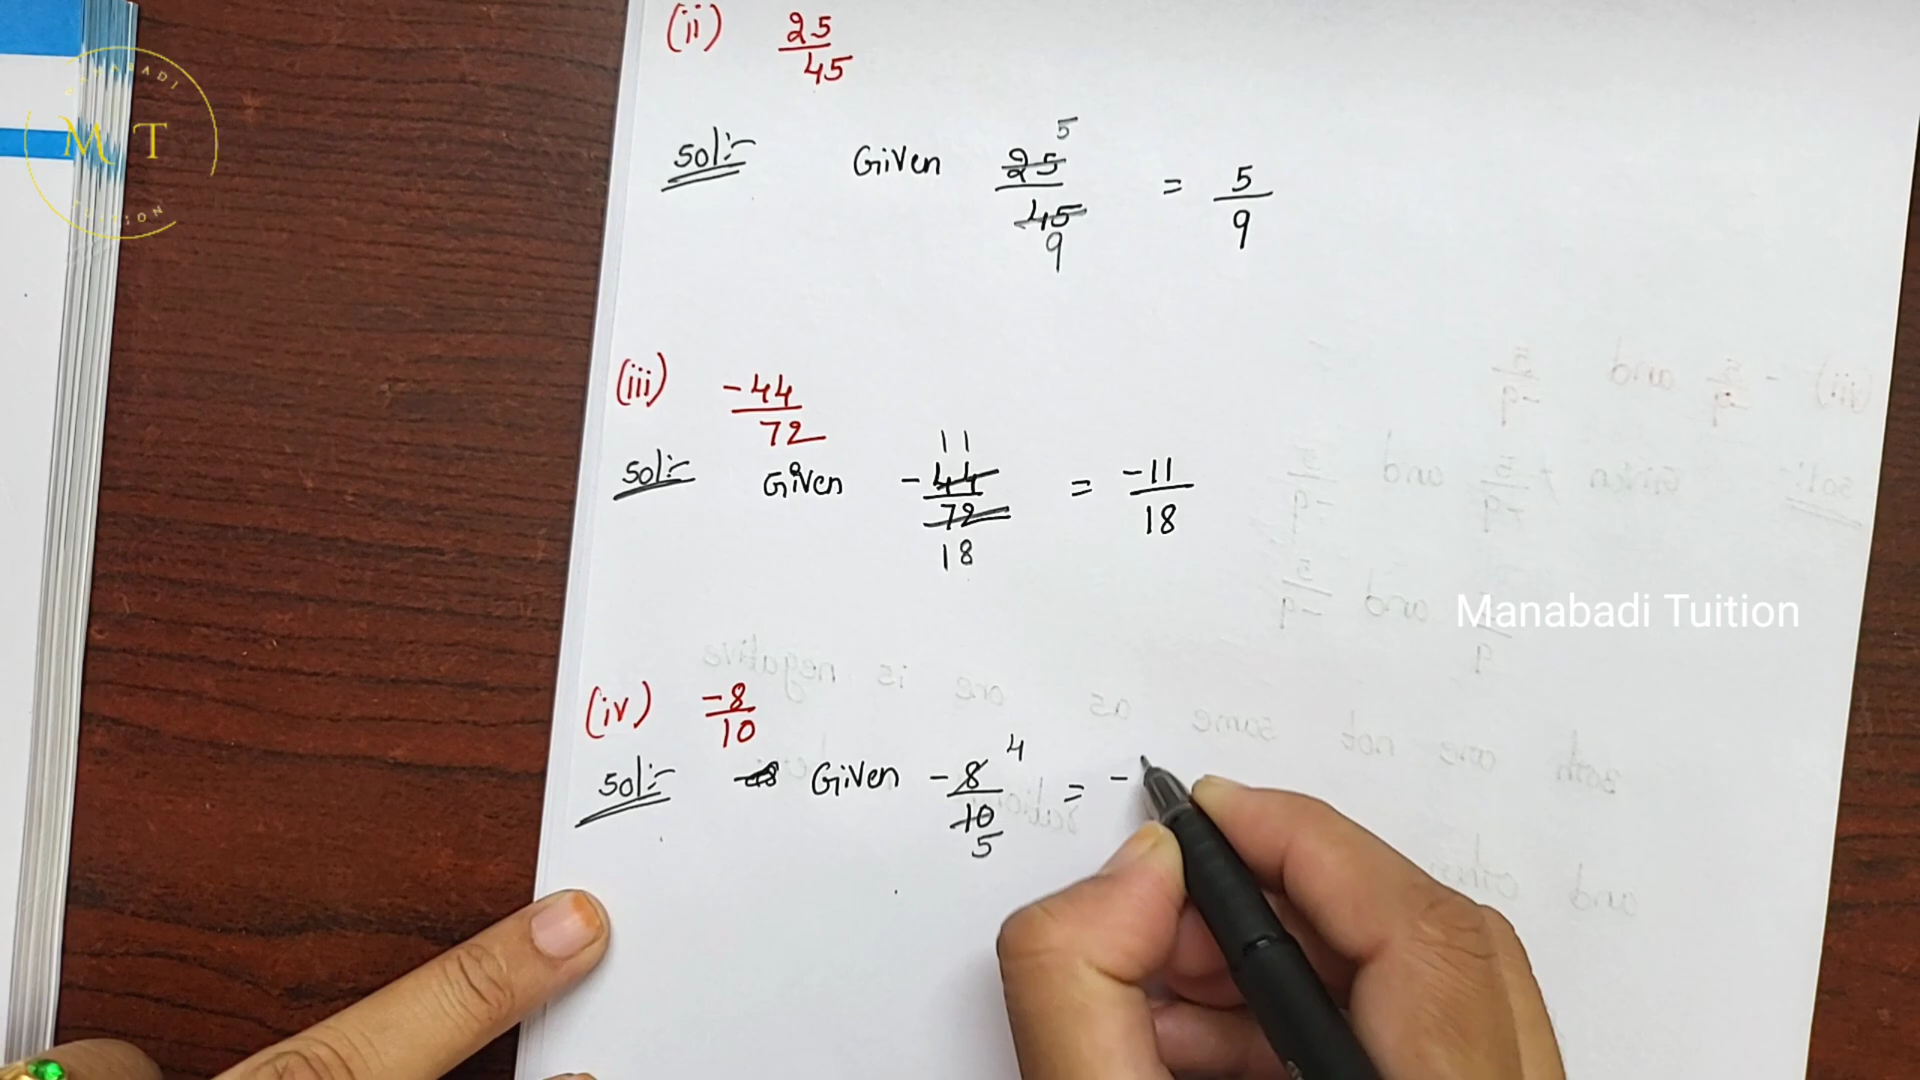 (ii) 25/45
Sol:- Given 25/45 5 9 = 5/9
(iii) -44/72
Sol:- Given -44/72 11 18 = -11/18
(iv) -8/10
Sol:- Given -8/10 4 5 = -
Manabadi Tuition
M T
TUITION